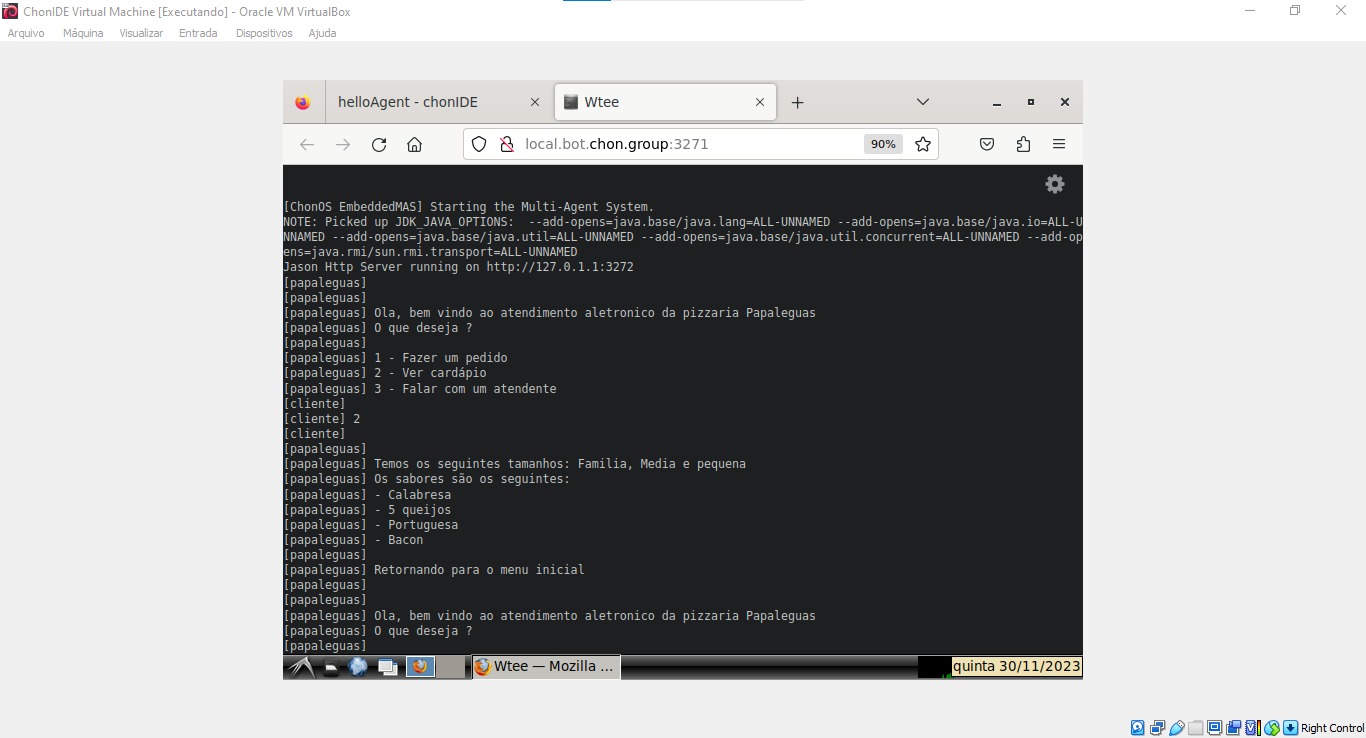 ChonIDE Virtual Machine [Executando] - Oracle VM VirtualBox
Arquivo Máquina Visualizar Entrada Dispositivos Ajuda
helloAgent - chonIDE
Wtee
local.bot.chon.group:3271
90%
[ChonOS EmbeddedMAS] Starting the Multi-Agent System.
NOTE: Picked up JDK_JAVA_OPTIONS:  --add-opens=java.base/java.lang=ALL-UNNAMED --add-opens=java.base/java.io=ALL-U
NNAMED --add-opens=java.base/java.util=ALL-UNNAMED --add-opens=java.base/java.util.concurrent=ALL-UNNAMED --add-op
ens=java.rmi/sun.rmi.transport=ALL-UNNAMED
Jason Http Server running on http://127.0.1.1:3272
[papaleguas]
[papaleguas]
[papaleguas] Ola, bem vindo ao atendimento aletronico da pizzaria Papaleguas
[papaleguas] O que deseja ?
[papaleguas]
[papaleguas] 1 - Fazer um pedido
[papaleguas] 2 - Ver cardápio
[papaleguas] 3 - Falar com um atendente
[cliente]
[cliente] 2
[cliente]
[papaleguas]
[papaleguas] Temos os seguintes tamanhos: Familia, Media e pequena
[papaleguas] Os sabores são os seguintes:
[papaleguas] - Calabresa
[papaleguas] - 5 queijos
[papaleguas] - Portuguesa
[papaleguas] - Bacon
[papaleguas]
[papaleguas] Retornando para o menu inicial
[papaleguas]
[papaleguas]
[papaleguas] Ola, bem vindo ao atendimento aletronico da pizzaria Papaleguas
[papaleguas] O que deseja ?
[papaleguas]
Wtee — Mozilla ...
quinta 30/11/2023
Right Control